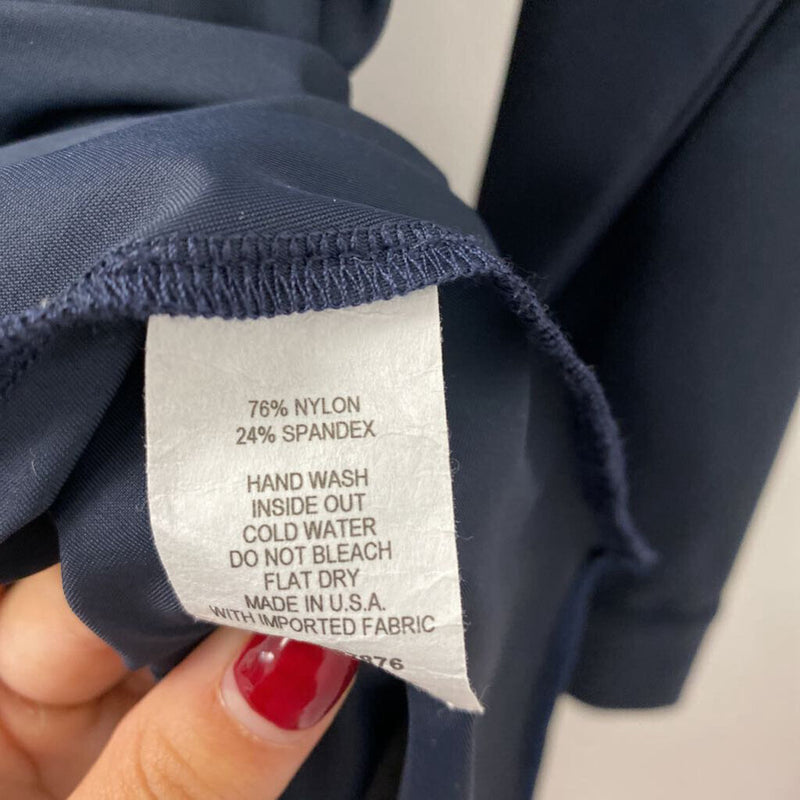 76% NYLON
24% SPANDEX
HAND WASH
INSIDE OUT
COLD WATER
DO NOT BLEACH
FLAT DRY
MADE IN U.S.A.
WITH IMPORTED FABRIC